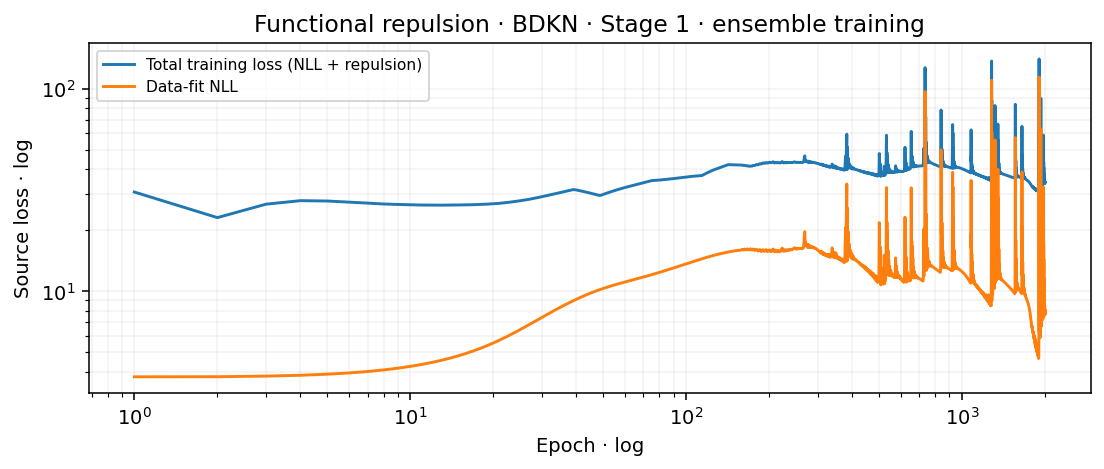 Functional repulsion · BDKN · Stage 1 · ensemble training
Total training loss (NLL + repulsion)
Data-fit NLL
Source loss · log
10²
10¹
10⁰ 10¹ 10² 10³
Epoch · log